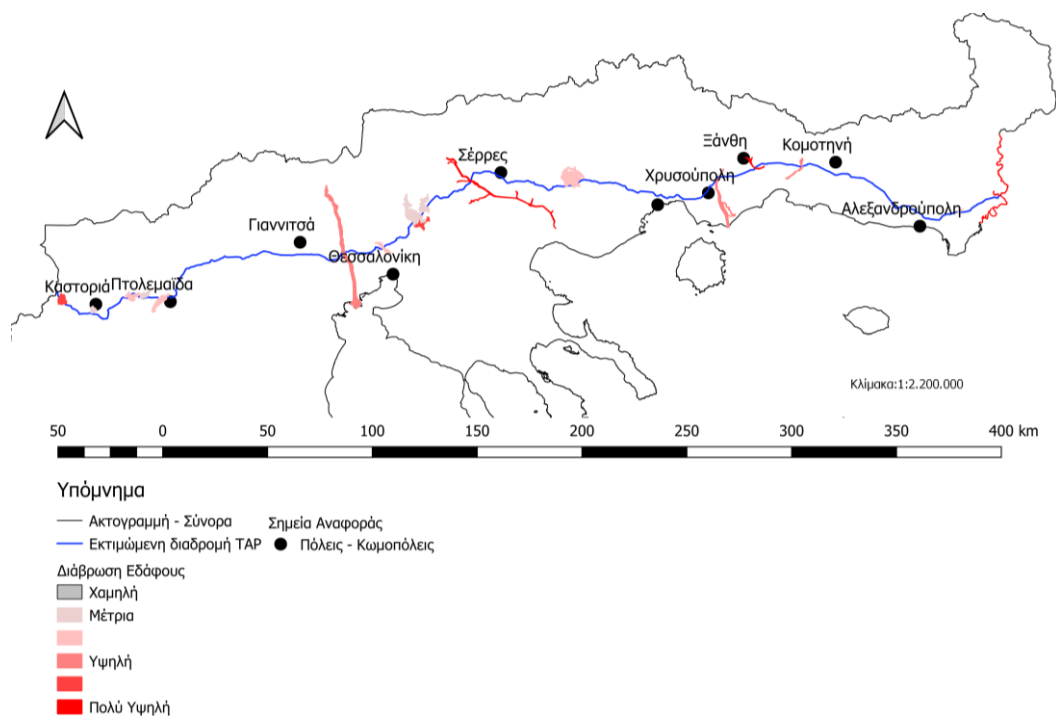 Ξάνθη
Κομοτηνή
Σέρρες
Χρυσούπολη
Γιαννιτσά
Αλεξανδρούπολη
Θεσσαλονίκη
Καστοριά
Πτολεμαΐδα
Κλίμακα:1:2.200.000
50 0 50 100 150 200 250 300 350 400 km
Υπόμνημα
Ακτογραμμή - Σύνορα Σημεία Αναφοράς
Εκτιμώμενη διαδρομή TAP Πόλεις - Κωμοπόλεις
Διάβρωση Εδάφους
Χαμηλή
Μέτρια
Υψηλή
Πολύ Υψηλή